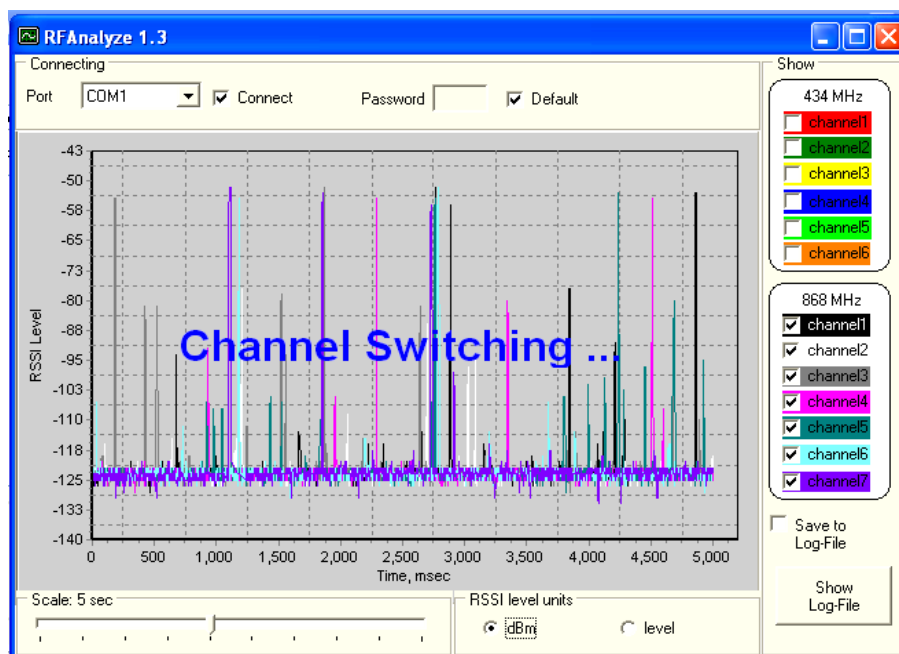 RFAnalyze 1.3
Connecting
Port COM1 Connect Password Default
Show
434 MHz
channel1
channel2
channel3
channel4
channel5
channel6
868 MHz
channel1
channel2
channel3
channel4
channel5
channel6
channel7
Save to
Log-File
Show
Log-File
RSSI Level
-43
-50
-58
-65
-73
-80
-88
-95
-103
-110
-118
-125
-133
-140
Channel Switching ...
0 500 1,000 1,500 2,000 2,500 3,000 3,500 4,000 4,500 5,000
Time, msec
Scale: 5 sec
RSSI level units
dBm level